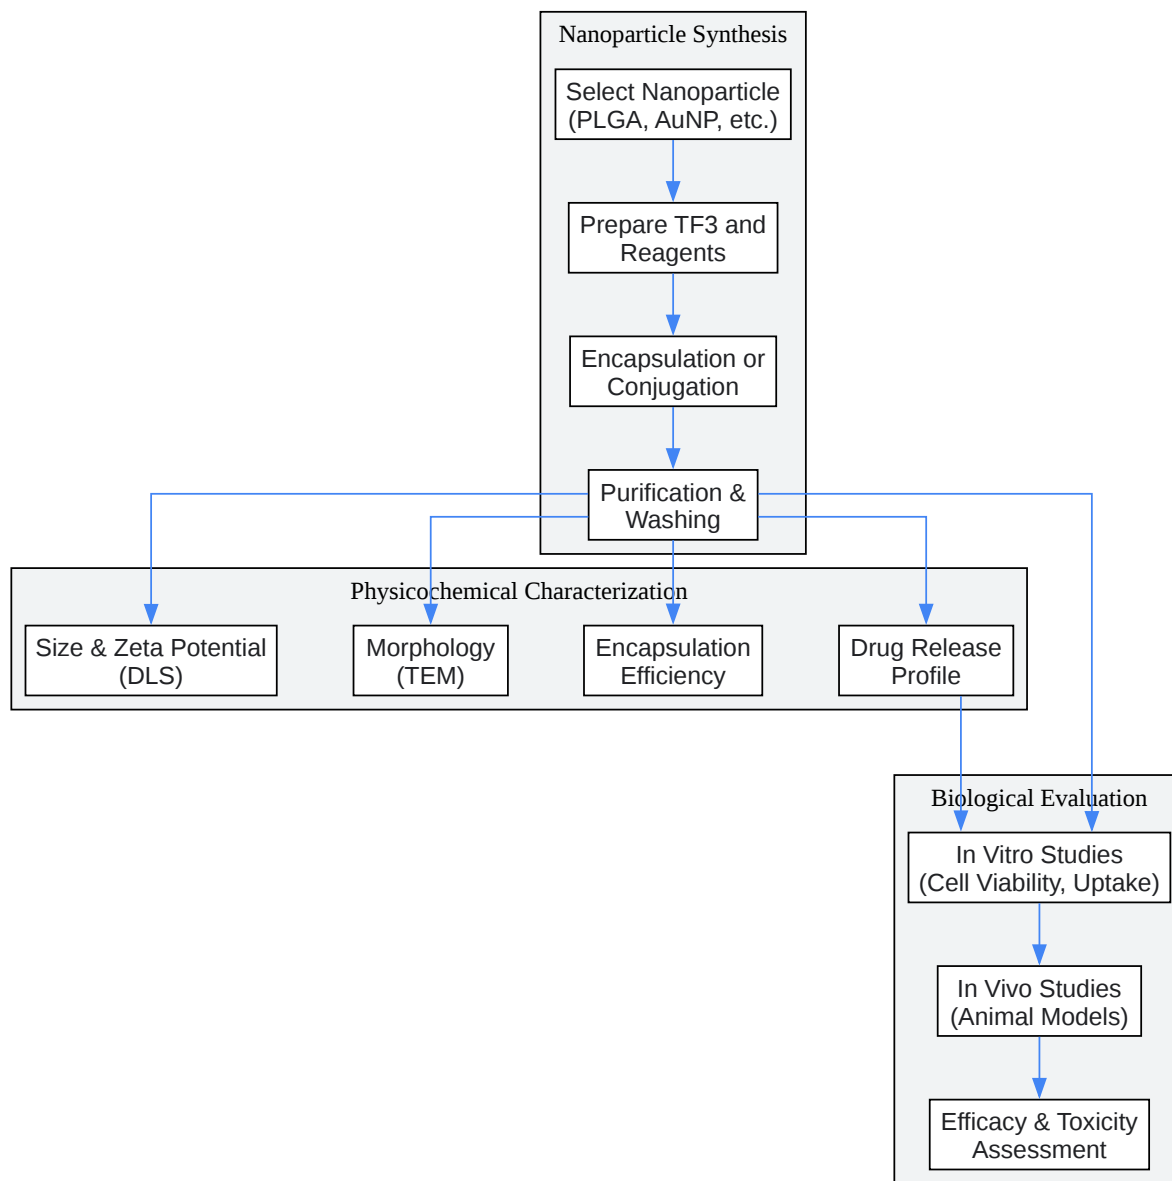 Nanoparticle Synthesis
Select Nanoparticle
(PLGA, AuNP, etc.)
Prepare TF3 and
Reagents
Encapsulation or
Conjugation
Purification &
Washing
Physicochemical Characterization
Size & Zeta Potential
(DLS)
Morphology
(TEM)
Encapsulation
Efficiency
Drug Release
Profile
Biological Evaluation
In Vitro Studies
(Cell Viability, Uptake)
In Vivo Studies
(Animal Models)
Efficacy & Toxicity
Assessment